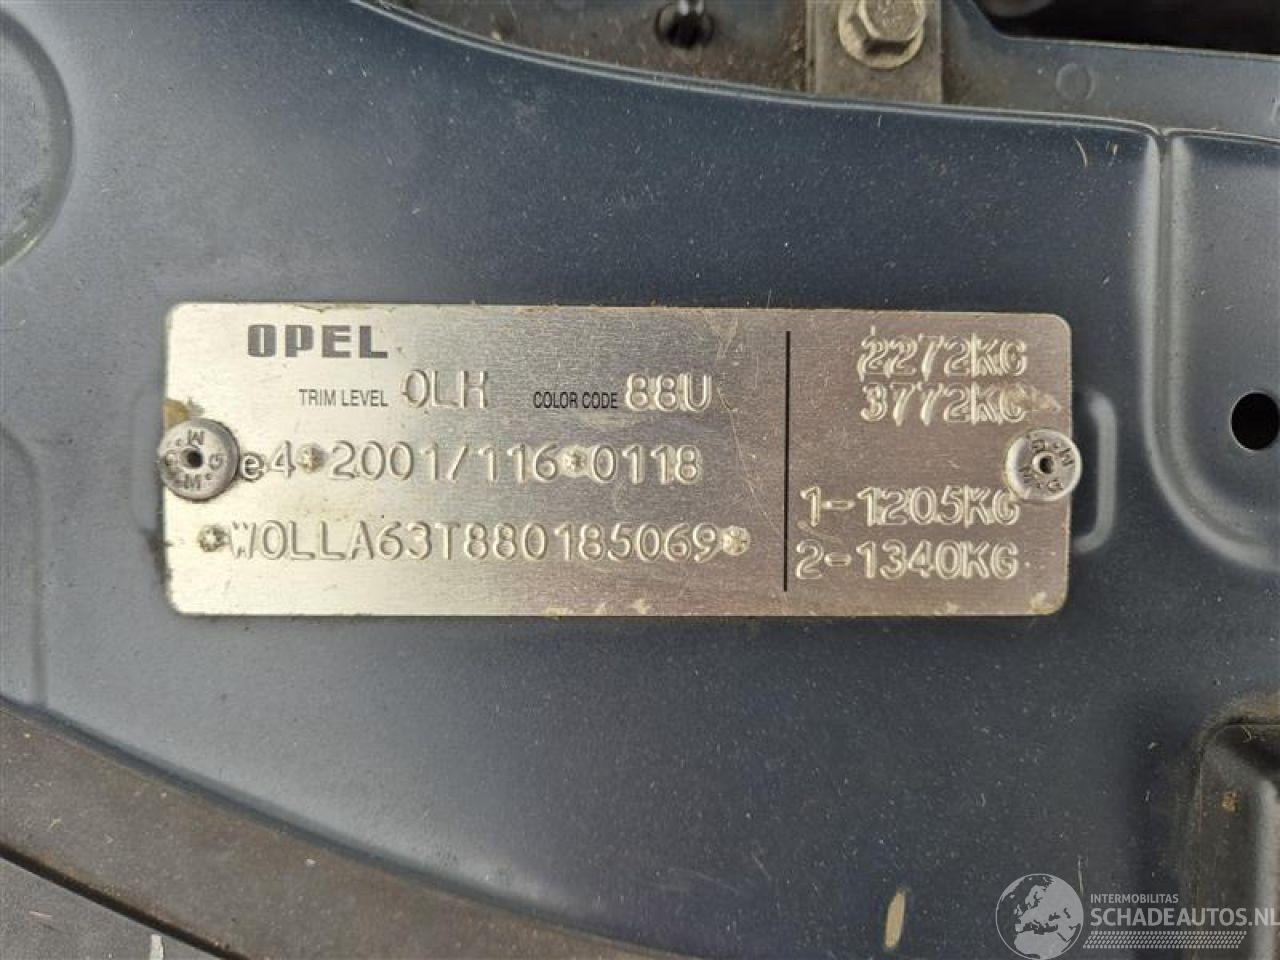 OPEL
TRIM LEVEL 0LH COLOR CODE 88U
e4*2001/116*0118
*W0LLA63T880185069*
2272KG
3772KG
1-1205KG
2-1340KG
INTERMOBILITAS
SCHADEAUTOS.NL